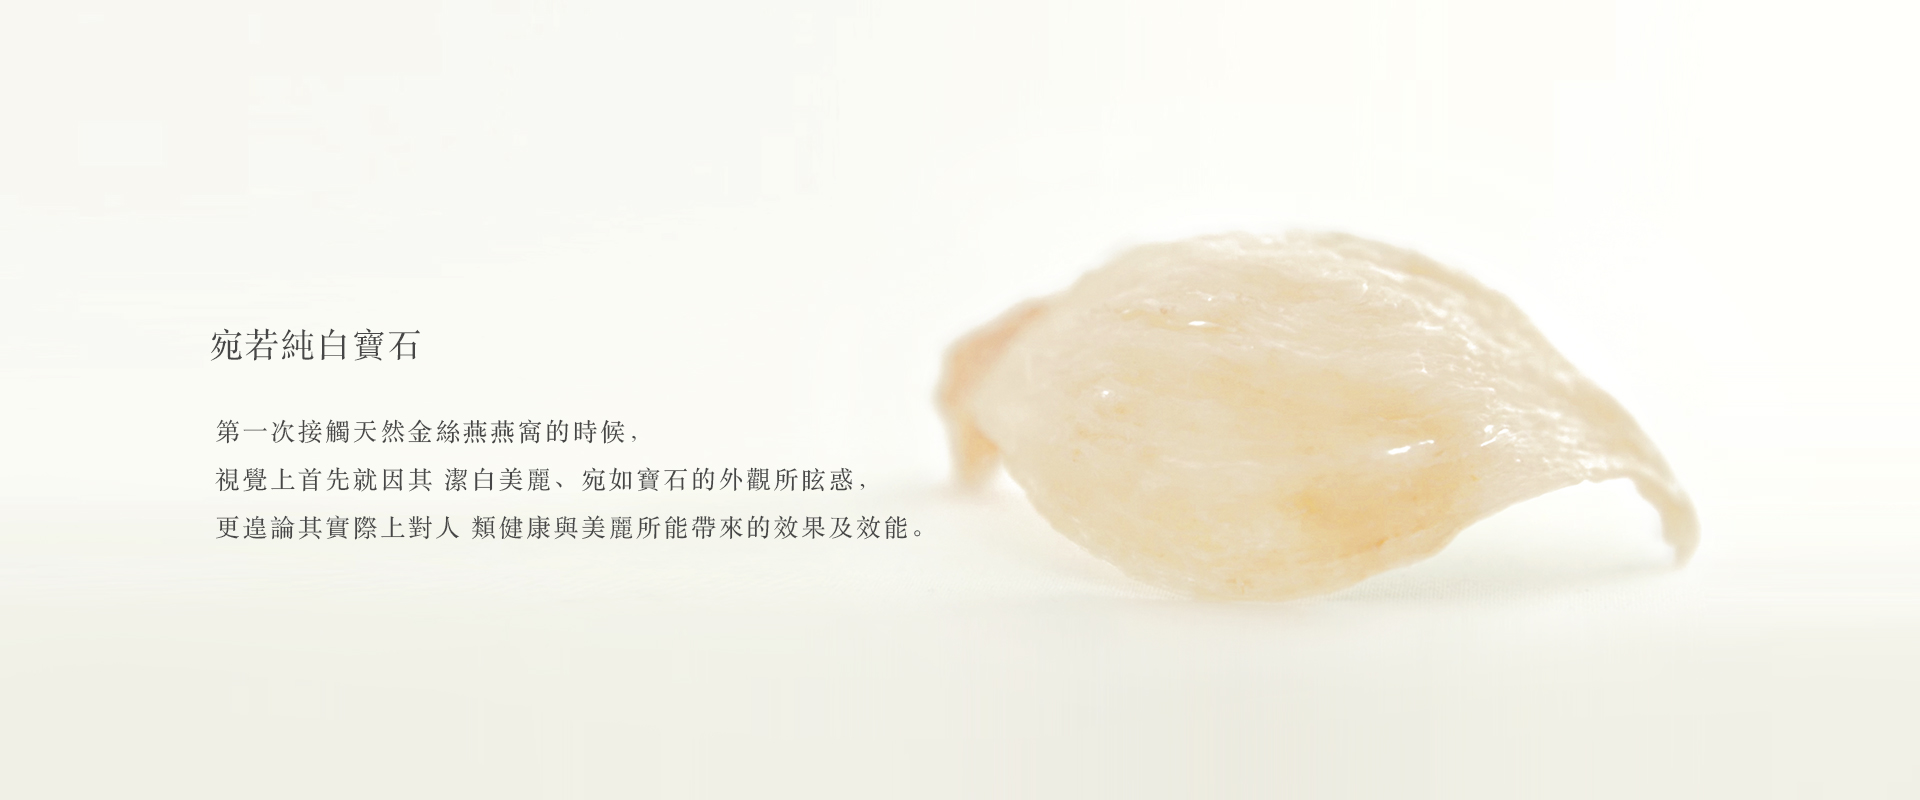 宛若純白寶石
第一次接觸天然金絲燕燕窩的時候，
視覺上首先就因其 潔白美麗、宛如寶石的外觀所眩惑，
更遑論其實際上對人 類健康與美麗所能帶來的效果及效能。